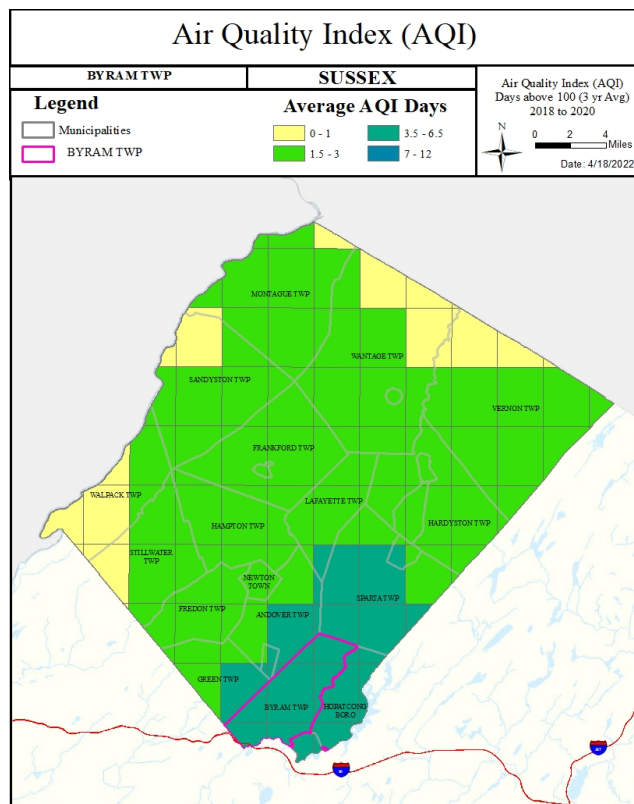 Air Quality Index (AQI)
BYRAM TWP
SUSSEX
Legend
Municipalities
BYRAM TWP
Average AQI Days
0 - 1
1.5 - 3
3.5 - 6.5
7 - 12
Air Quality Index (AQI)
Days above 100 (3 yr Avg)
2018 to 2020
N
0 2 4
Miles
Date: 4/18/2022
MONTAGUE TWP
WANTAGE TWP
SANDYSTON TWP
VERNON TWP
FRANKFORD TWP
WALPACK TWP
LAFAYETTE TWP
HAMPTON TWP
HARDYSTON TWP
STILLWATER
TWP
NEWTON
TOWN
SPARTA TWP
FREDON TWP
ANDOVER TWP
GREEN TWP
BYRAM TWP
HOPATCONG
BORO